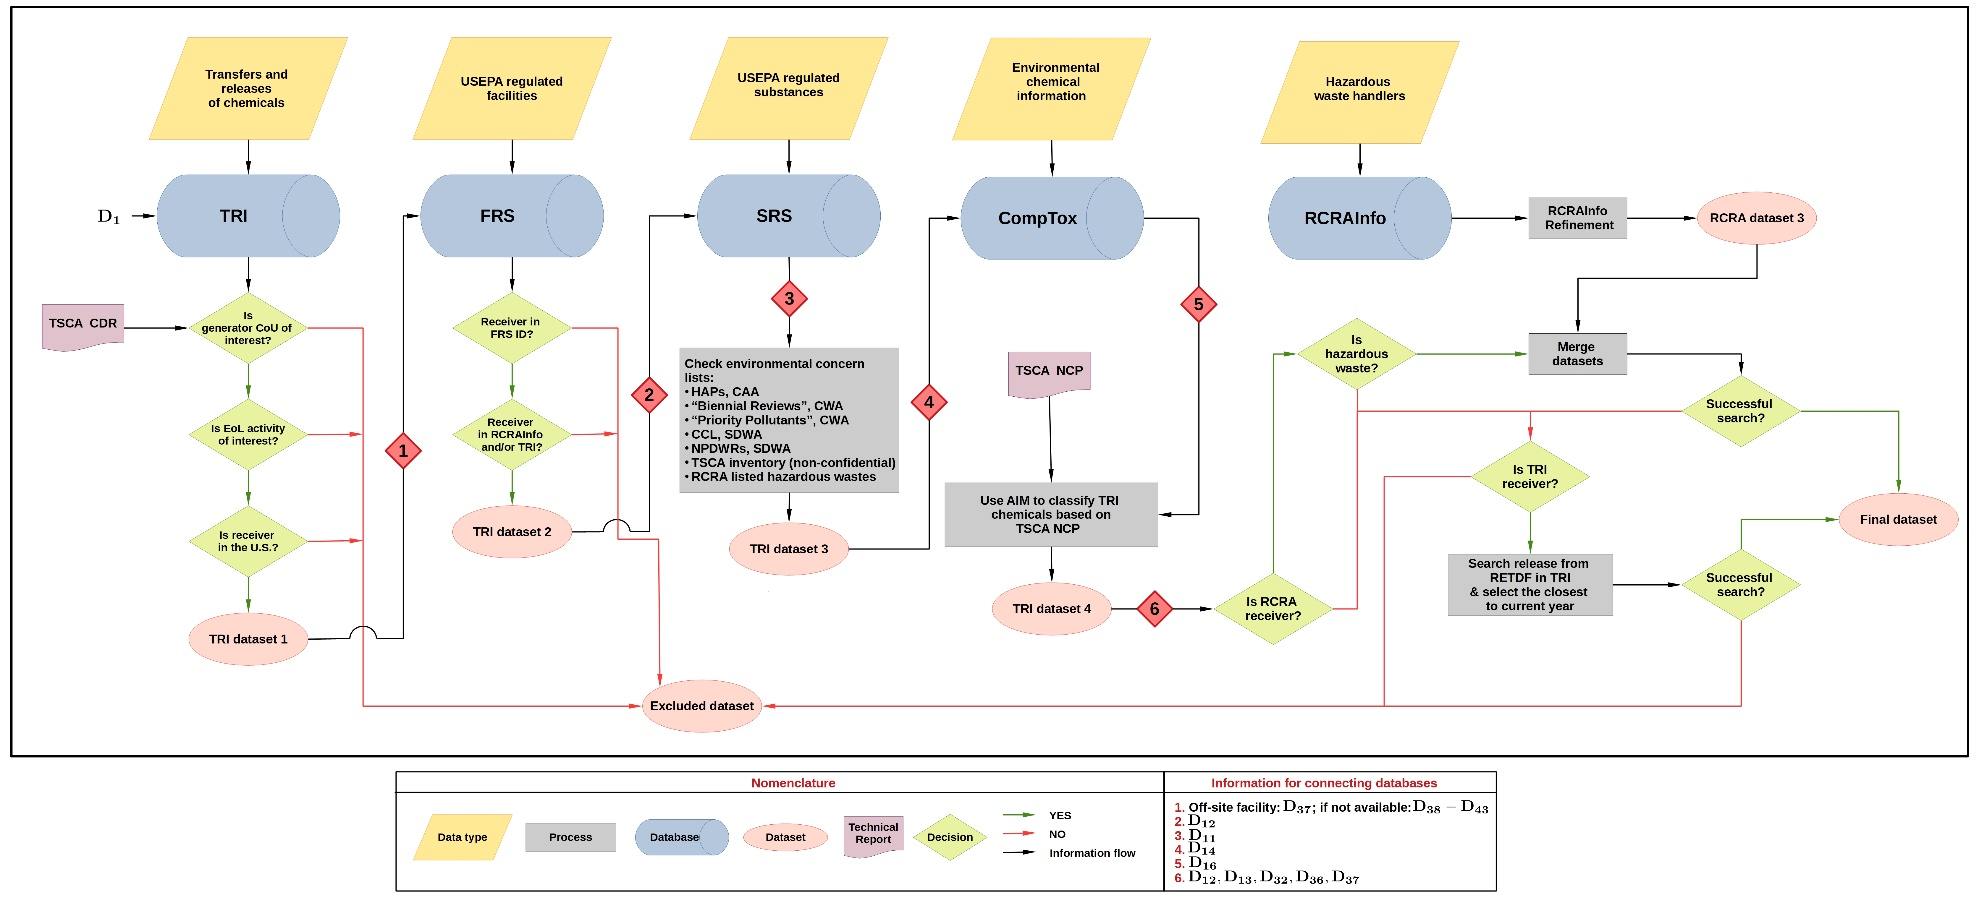 Transfers and
releases
of chemicals
USEPA regulated
facilities
USEPA regulated
substances
Environmental
chemical
information
Hazardous
waste handlers
D₁
TRI
FRS
SRS
CompTox
RCRAInfo
RCRAInfo
Refinement
RCRA dataset 3
TSCA CDR
Is
generator CoU of
interest?
Is EoL activity
of interest?
Is receiver
in the U.S.?
TRI dataset 1
1
Receiver in
FRS ID?
Receiver
in RCRAInfo
and/or TRI?
TRI dataset 2
2
3
Check environmental concern
lists:
• HAPs, CAA
• “Biennial Reviews”, CWA
• “Priority Pollutants”, CWA
• CCL, SDWA
• NPDWRs, SDWA
• TSCA inventory (non-confidential)
• RCRA listed hazardous wastes
TRI dataset 3
4
5
TSCA NCP
Use AIM to classify TRI
chemicals based on
TSCA NCP
TRI dataset 4
6
Is RCRA
receiver?
Is
hazardous
waste?
Merge
datasets
Successful
search?
Is TRI
receiver?
Search release from
RETDF in TRI
& select the closest
to current year
Successful
search?
Final dataset
Excluded dataset
Nomenclature
Data type
Process
Database
Dataset
Technical
Report
Decision
YES
NO
Information flow
Information for connecting databases
1. Off-site facility: D₃₇; if not available: D₃₈ − D₄₃
2. D₁₂
3. D₁₁
4. D₁₄
5. D₁₆
6. D₁₂, D₁₃, D₃₂, D₃₆, D₃₇